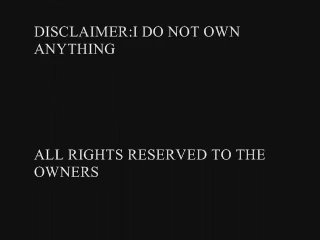 DISCLAIMER:I DO NOT OWN
ANYTHING
ALL RIGHTS RESERVED TO THE
OWNERS